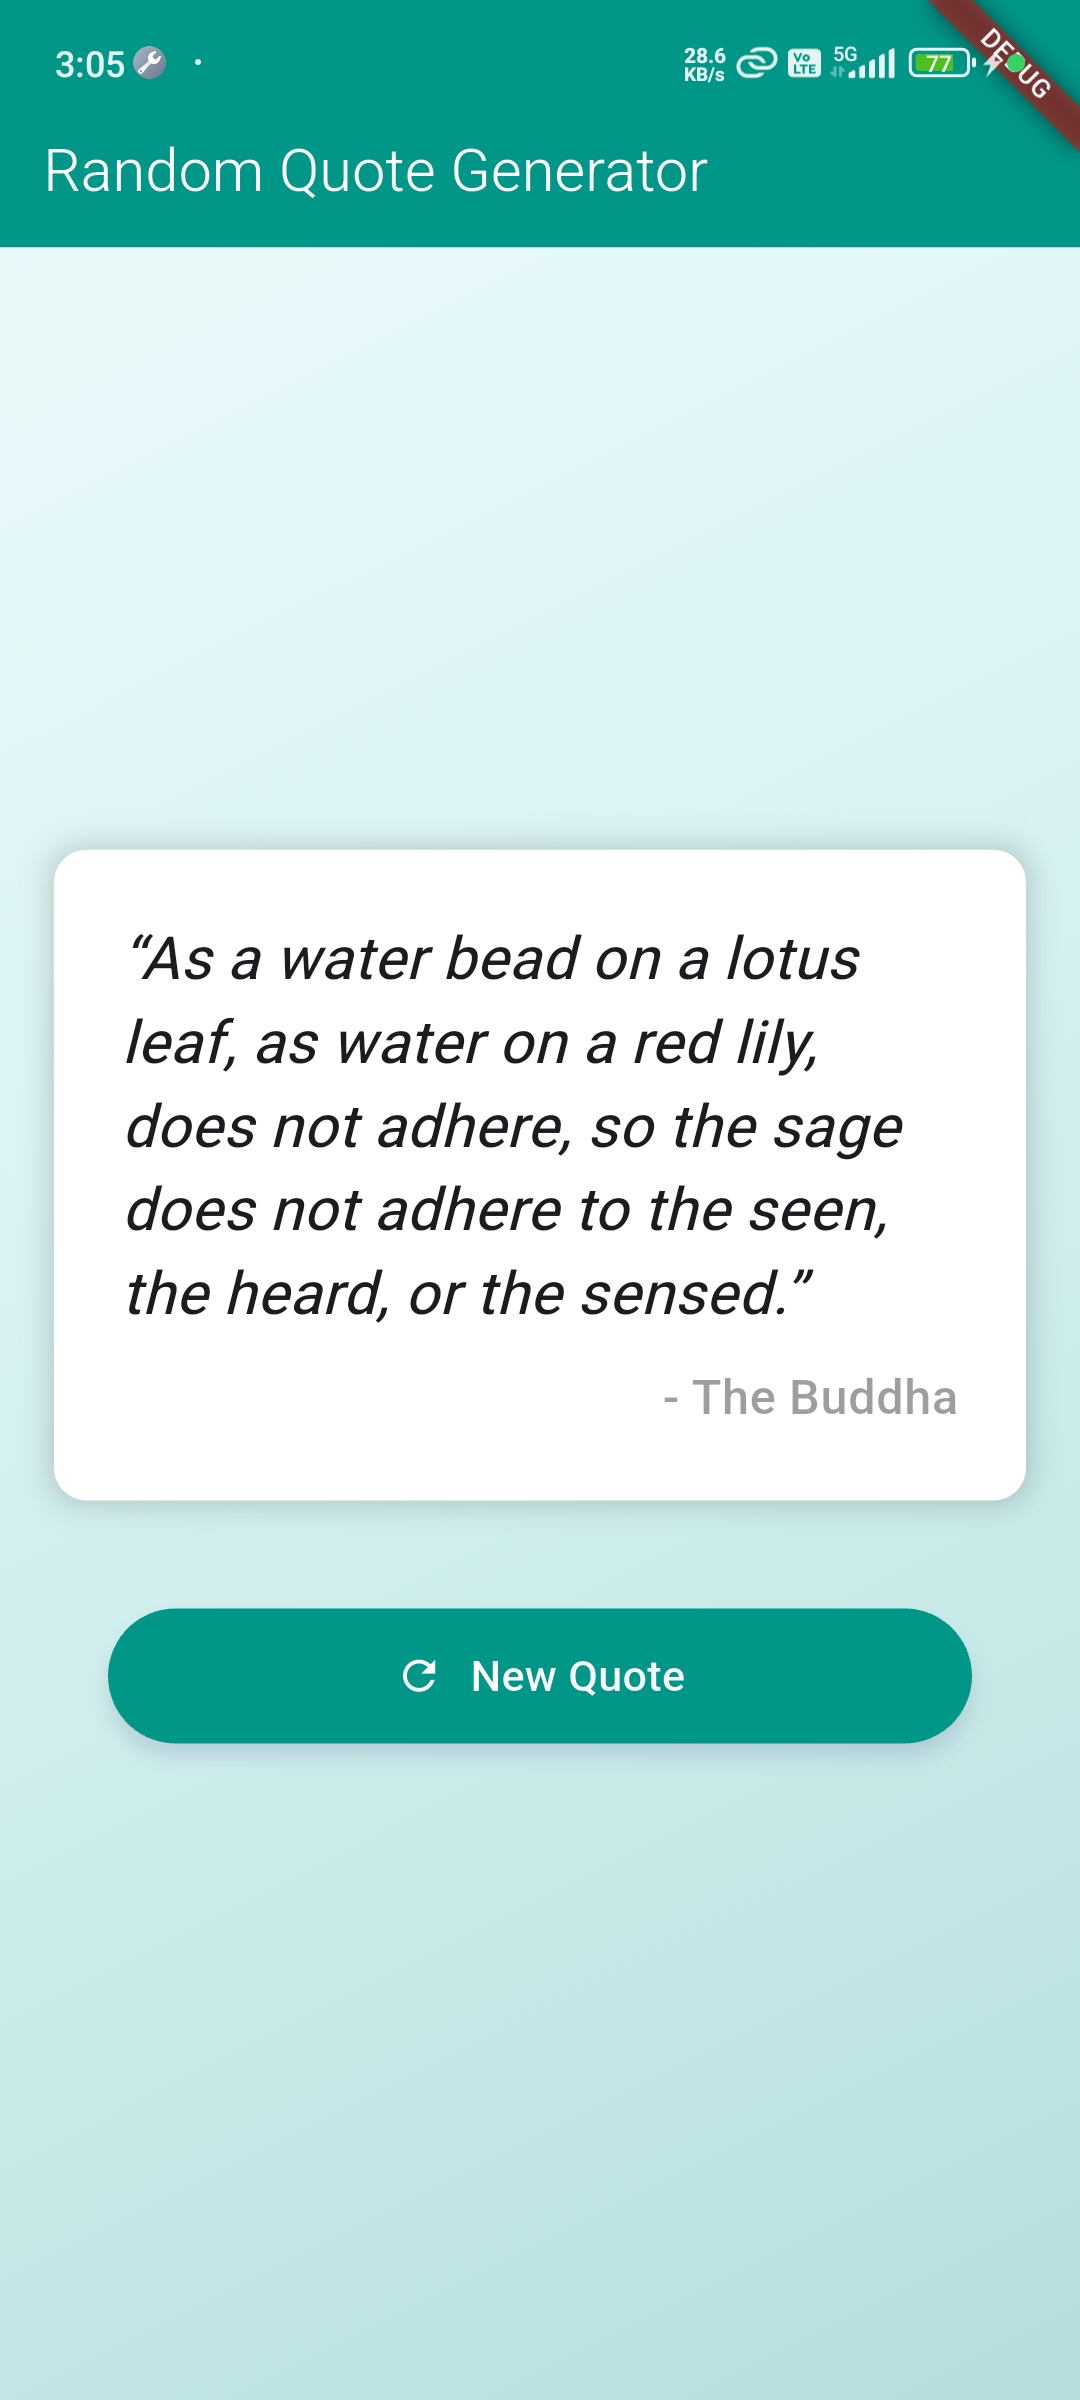 3:05
28.6
KB/s
Vo
LTE
5G
77
DEBUG
Random Quote Generator
“As a water bead on a lotus
leaf, as water on a red lily,
does not adhere, so the sage
does not adhere to the seen,
the heard, or the sensed.”
- The Buddha
New Quote